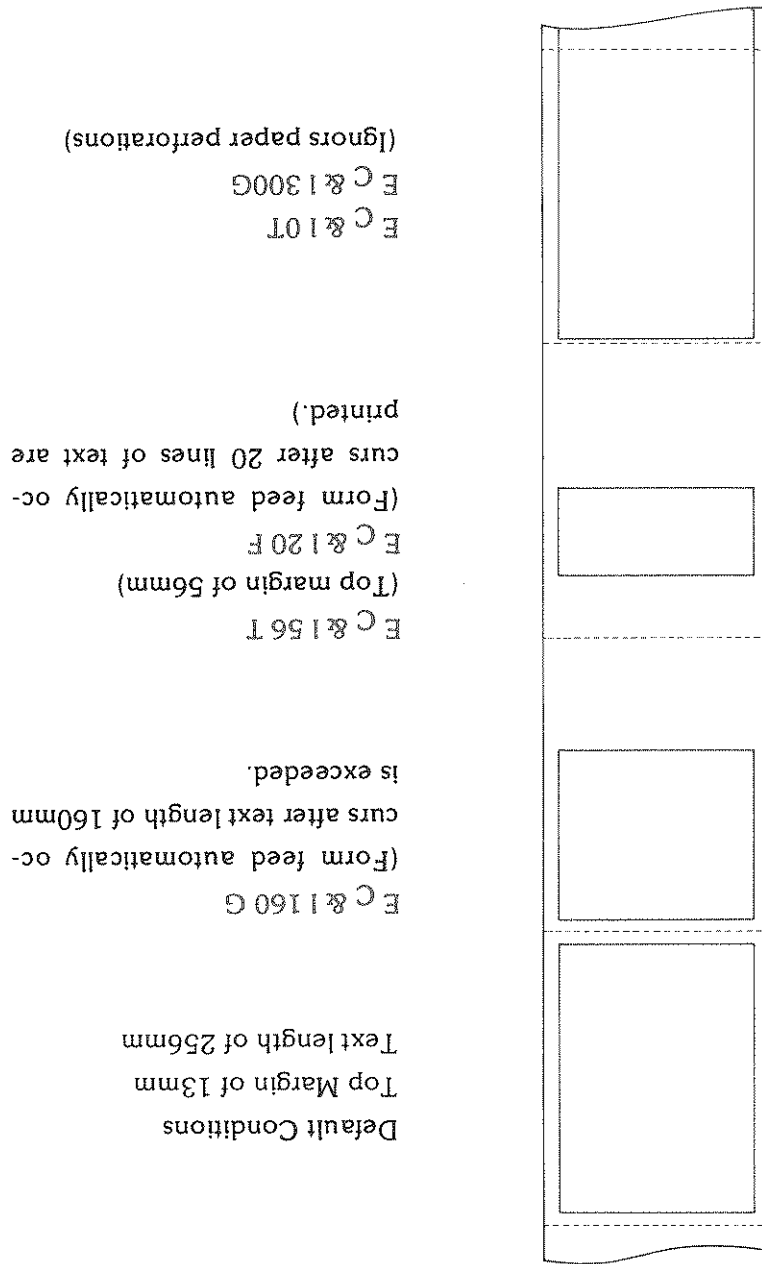 Default Conditions
Top Margin of 13mm
Text length of 256mm
E C & l 160 G
(Form feed automatically oc-
curs after text length of 160mm
is exceeded.
E C & l 56 T
(Top margin of 56mm)
E C & l 20 F
(Form feed automatically oc-
curs after 20 lines of text are
printed.)
E C & l 0T
E C & l 300G
(Ignors paper perforations)